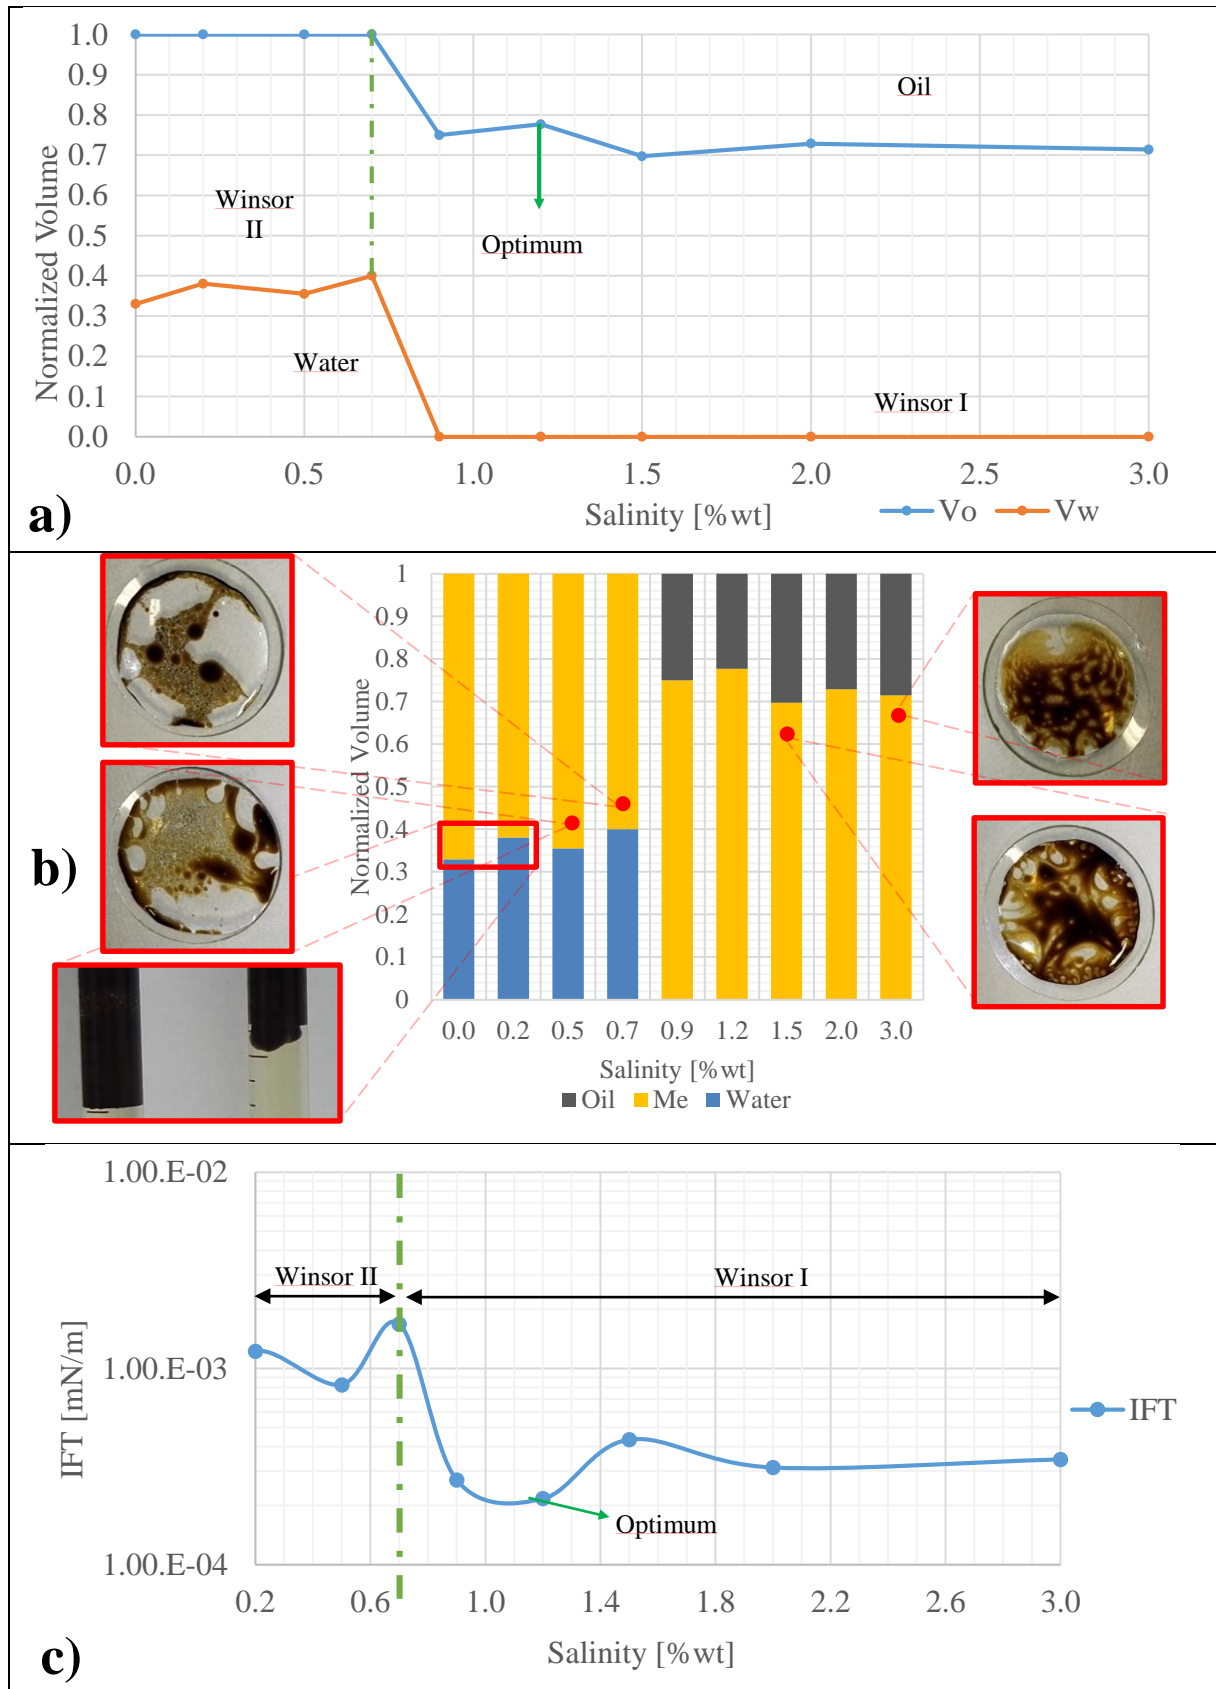 1.0
0.9
0.8
0.7
0.6
0.5
0.4
0.3
0.2
0.1
0.0
Normalized Volume
Oil
Winsor
II
Optimum
Water
Winsor I
0.0 0.5 1.0 1.5 2.0 2.5 3.0
Salinity [%wt]
Vo Vw
a)
1
0.9
0.8
0.7
0.6
0.5
0.4
0.3
0.2
0.1
0
Normalized Volume
b)
0.0 0.2 0.5 0.7 0.9 1.2 1.5 2.0 3.0
Salinity [%wt]
Oil Me Water
1.00.E-02
1.00.E-03
1.00.E-04
IFT [mN/m]
Winsor II
Winsor I
IFT
Optimum
0.2 0.6 1.0 1.4 1.8 2.2 2.6 3.0
Salinity [%wt]
c)